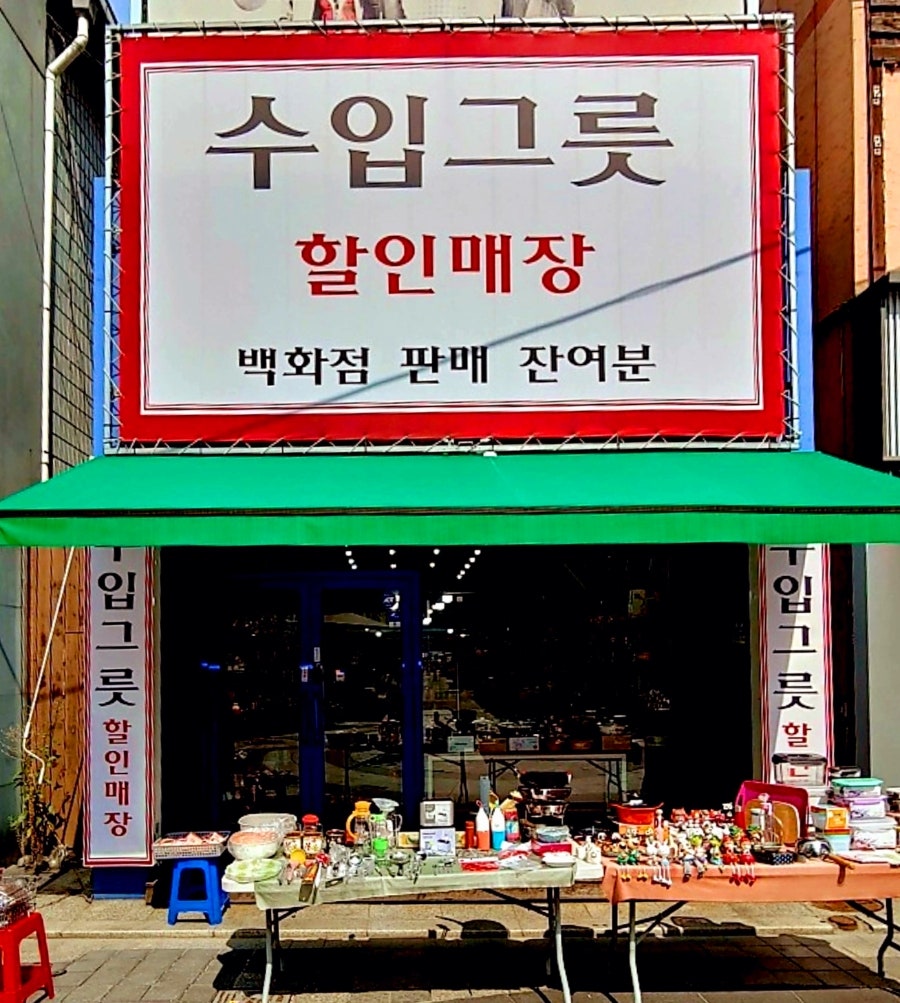 수입그릇
할인매장
백화점 판매 잔여분
수입그릇 할인매장
입그릇 할